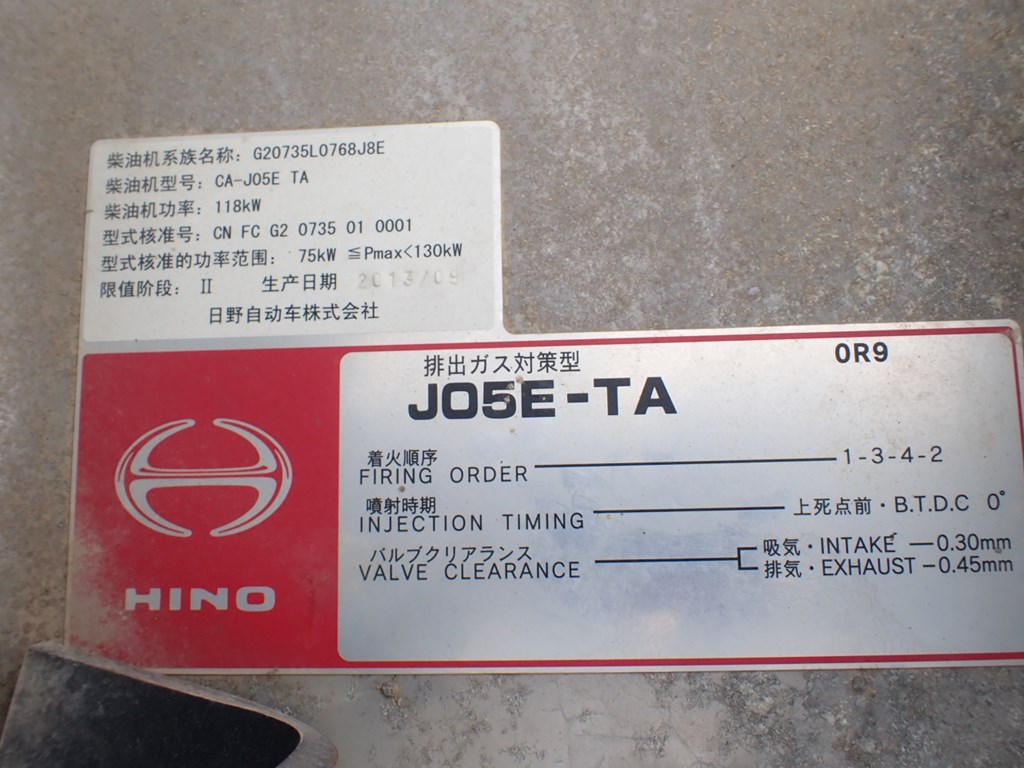 柴油机系族名称: G20735L0768J8E
柴油机型号: CA-J05E TA
柴油机功率: 118kW
型式核准号: CN FC G2 0735 01 0001
型式核准的功率范围: 75kW ≦Pmax<130kW
限值阶段: Ⅱ 生产日期 2013/09
日野自动车株式会社
排出ガス対策型 0R9
J05E-TA
着火順序
FIRING ORDER 1-3-4-2
噴射時期
INJECTION TIMING 上死点前・B.T.D.C 0°
バルブクリアランス 吸気・INTAKE 0.30mm
VALVE CLEARANCE 排気・EXHAUST 0.45mm
HINO